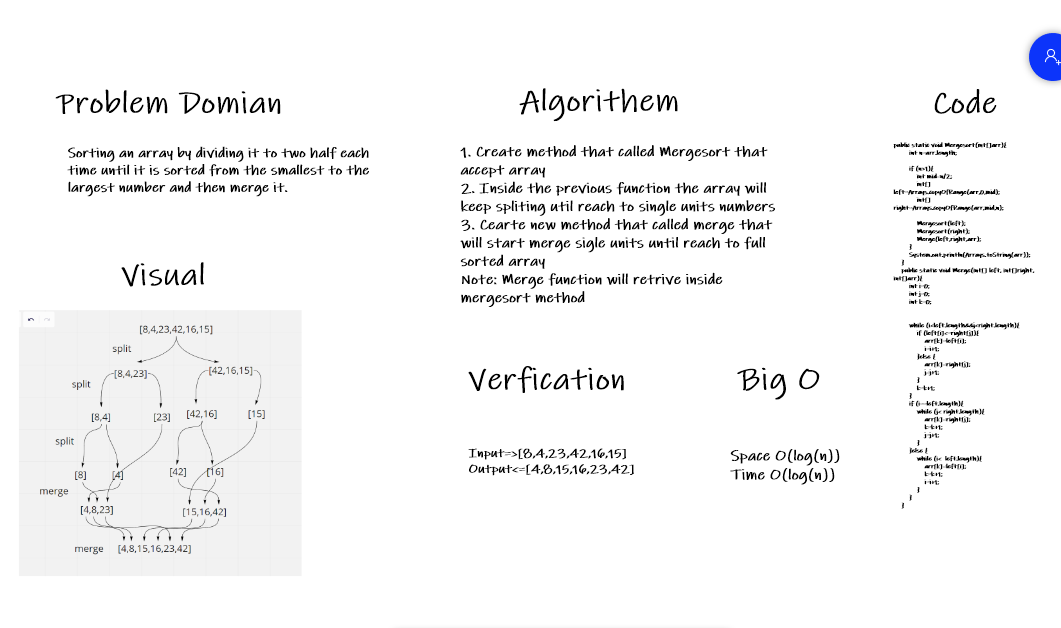 Problem Domian
Sorting an array by dividing it to two half each
time until it is sorted from the smallest to the
largest number and then merge it.
Visual
[8,4,23,42,16,15]
split
[8,4,23]
[42,16,15]
split
[8,4]
[23]
[42,16]
[15]
split
[8]
[4]
[42]
[16]
merge
[4,8,23]
[15,16,42]
merge
[4,8,15,16,23,42]
Algorithem
1. Create method that called Mergesort that
accept array
2. Inside the previous function the array will
keep spliting util reach to single units numbers
3. Cearte new method that called merge that
will start merge sigle units until reach to full
sorted array
Note: Merge function will retrive inside
mergesort method
Verfication
Input=>[8,4,23,42,16,15]
Output<=[4,8,15,16,23,42]
Big O
Space O(log(n))
Time O(log(n))
Code
public static void Mergesort(int[]arr){
int n=arr.length;
if (n>1){
int mid=n/2;
int[]
left=Arrays.copyOfRange(arr,0,mid);
int[]
right=Arrays.copyOfRange(arr,mid,n);
Mergesort(left);
Mergesort(right);
Merge(left,right,arr);
}
System.out.println(Arrays.toString(arr));
}
public static void Merge(int[] left, int[]right,
int[]arr){
int i=0;
int j=0;
int k=0;
while (i<left.length&&j<right.length){
if (left[i]<=right[j]){
arr[k]=left[i];
i=i+1;
}else {
arr[k]=right[j];
j=j+1;
}
k=k+1;
}
if (i==left.length){
while (j< right.length){
arr[k]=right[j];
k=k+1;
j=j+1;
}
}else {
while (i< left.length){
arr[k]=left[i];
k=k+1;
i=i+1;
}
}
}